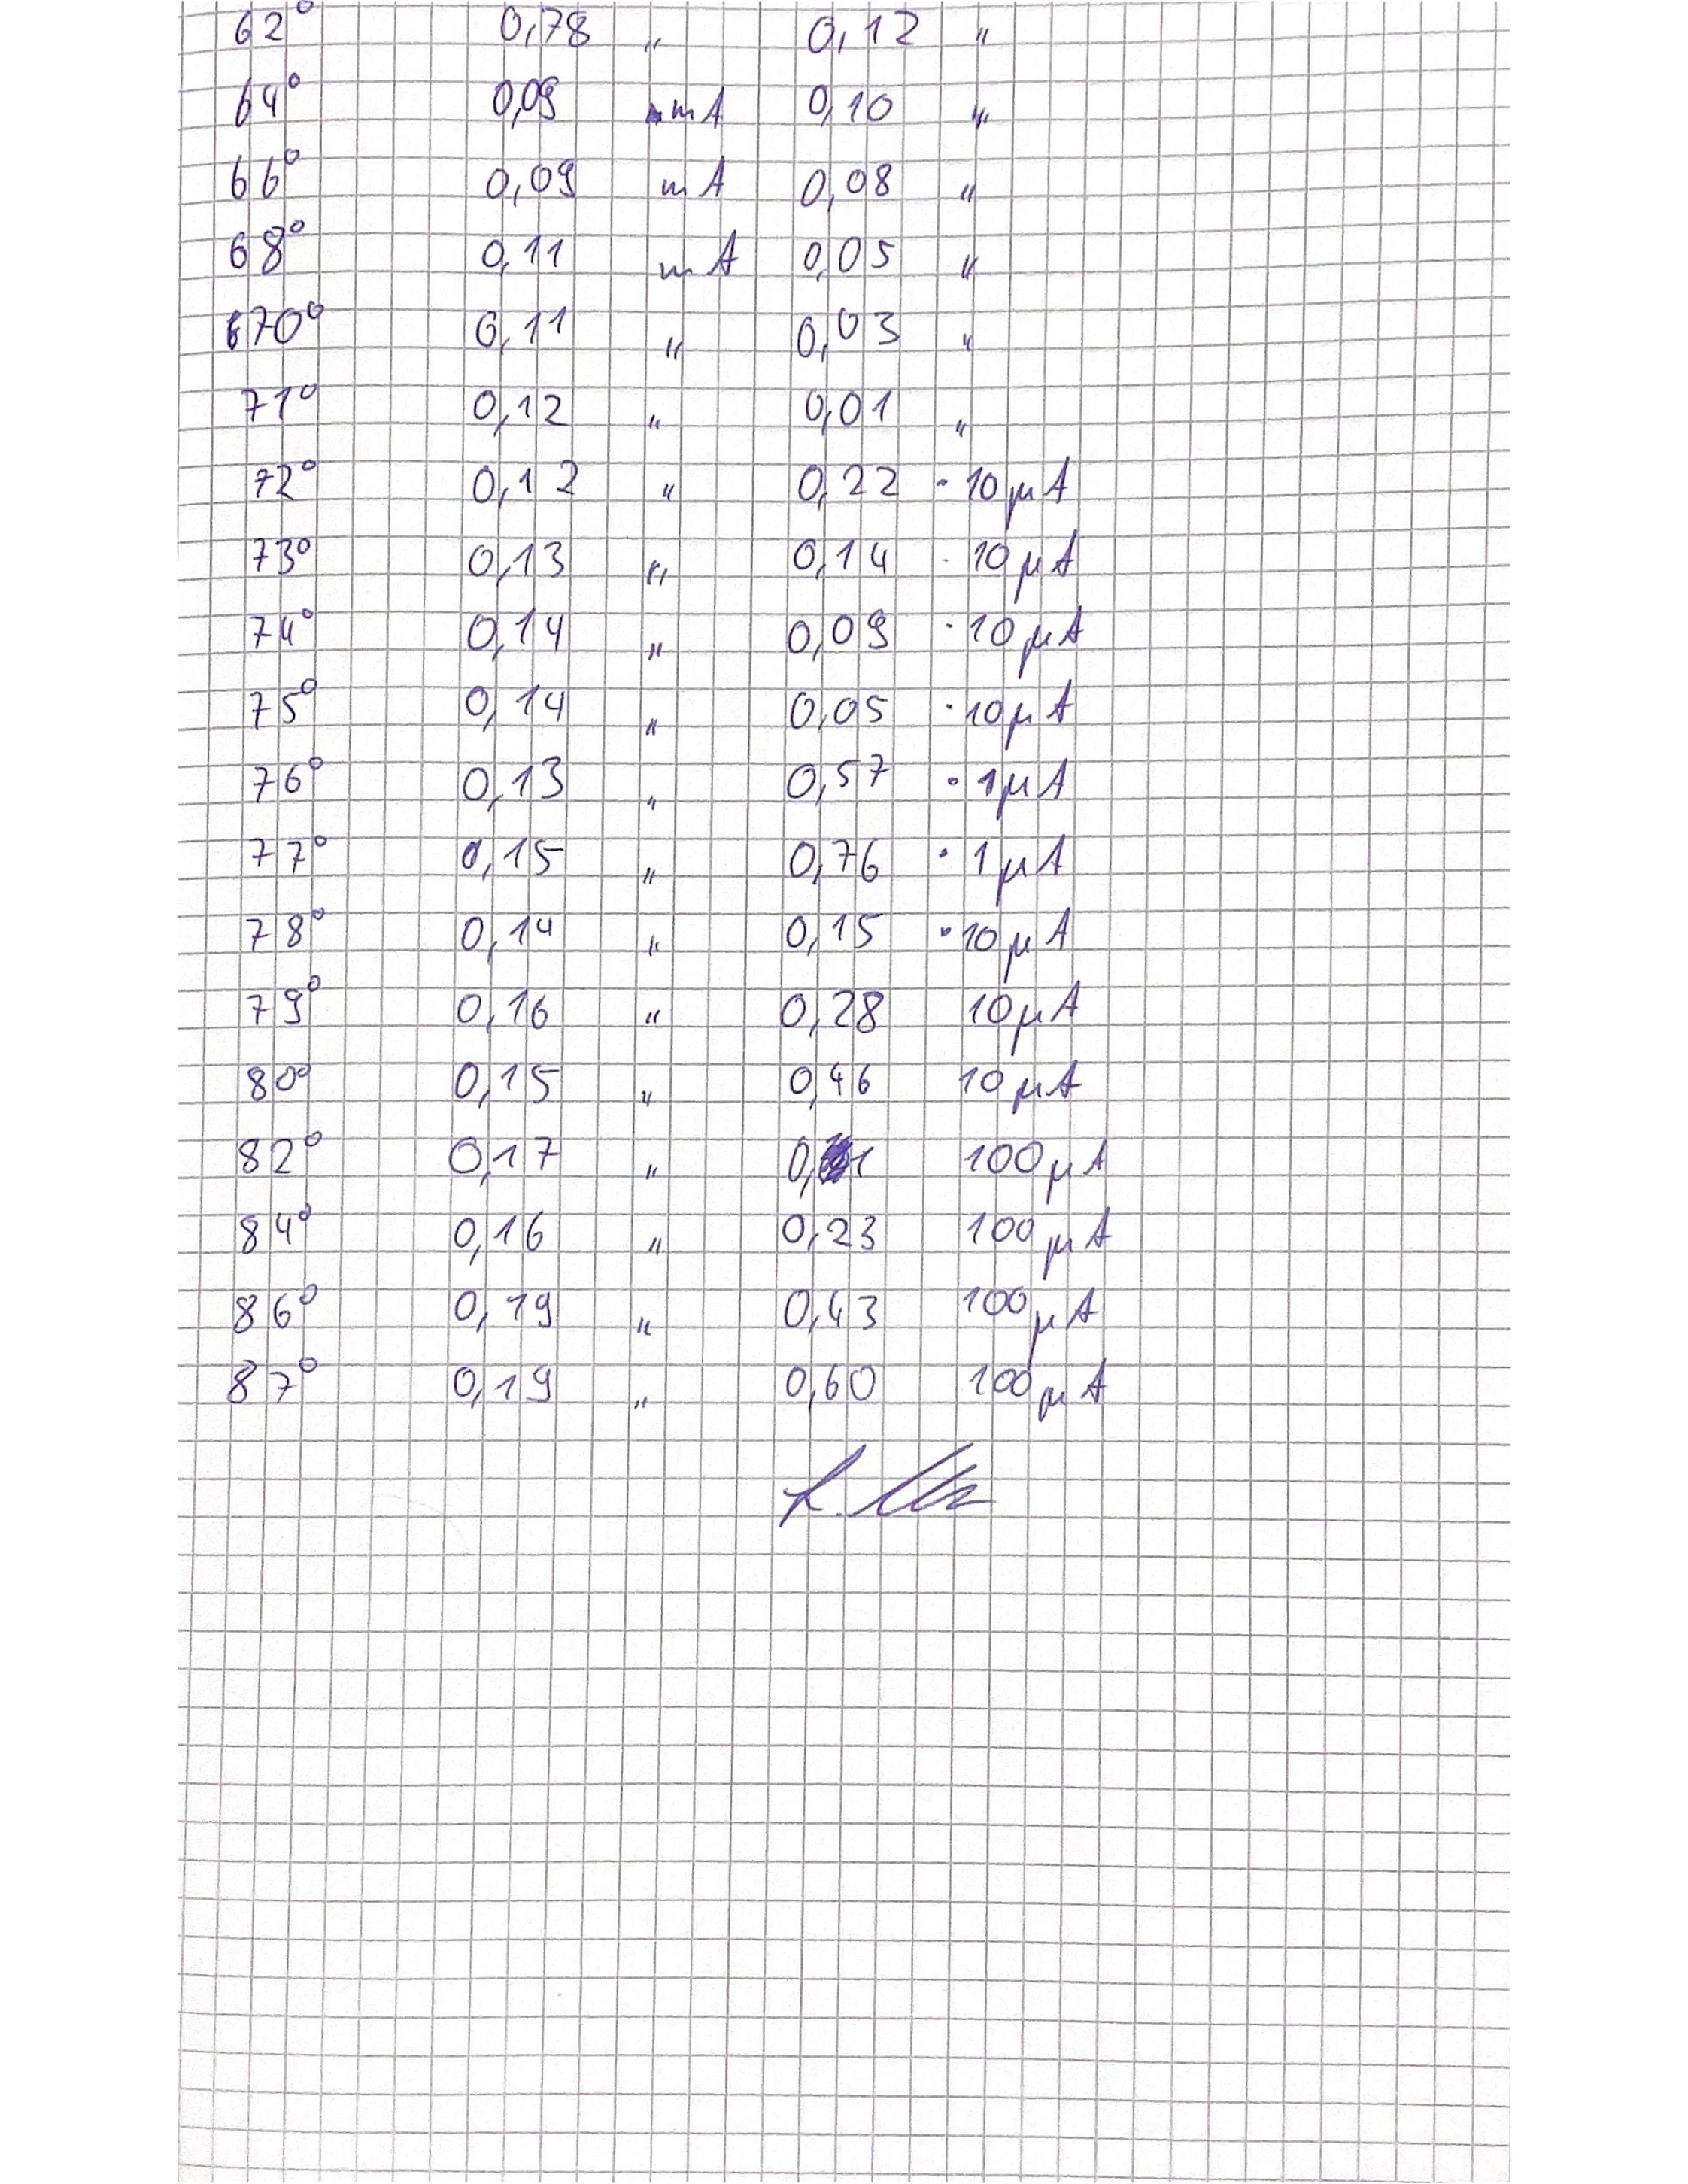 62° 0,78 " 0,12 "
64° 0,09 mA 0,10 "
66° 0,09 mA 0,08 "
68° 0,11 mA 0,05 "
70° 0,11 " 0,03 "
71° 0,12 " 0,01 "
72° 0,12 " 0,22 · 10 μA
73° 0,13 " 0,14 · 10 μA
74° 0,14 " 0,09 · 10 μA
75° 0,14 " 0,05 · 10 μA
76° 0,13 " 0,57 · 1 μA
77° 0,15 " 0,76 · 1 μA
78° 0,14 " 0,15 · 10 μA
79° 0,16 " 0,28 10 μA
80° 0,15 " 0,46 10 μA
82° 0,17 " 100 μA
84° 0,16 " 0,23 100 μA
86° 0,19 " 0,43 100 μA
87° 0,19 " 0,60 100 μA